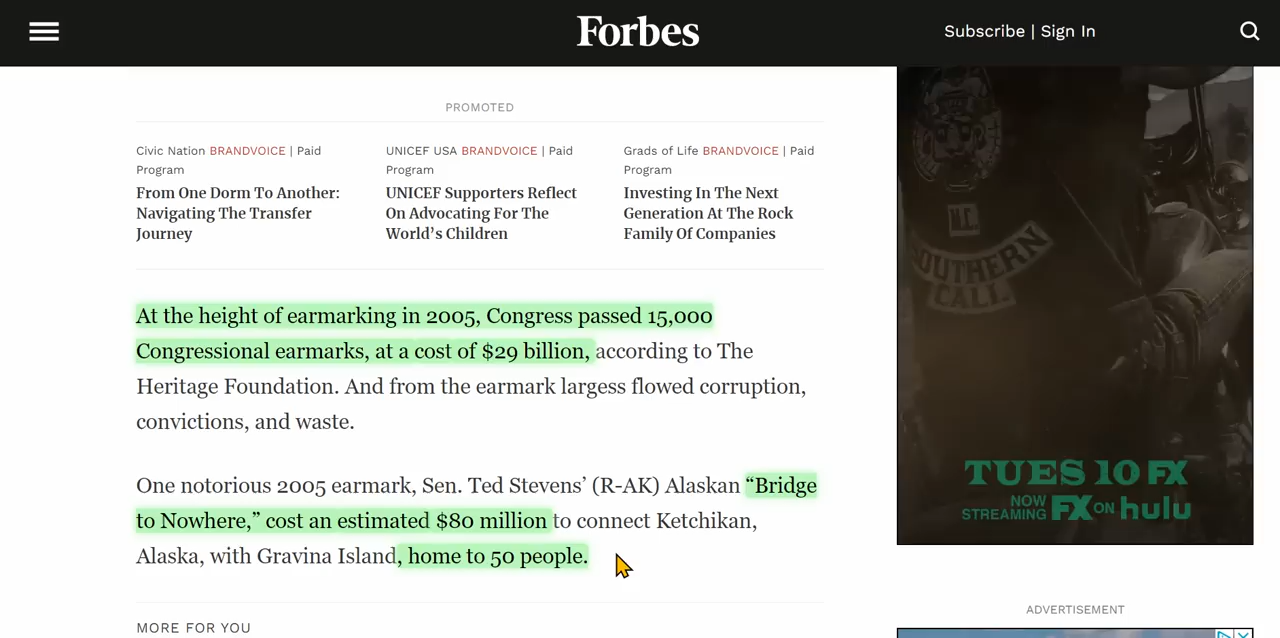 Forbes
Subscribe | Sign In
PROMOTED
Civic Nation BRANDVOICE | Paid
Program
From One Dorm To Another:
Navigating The Transfer
Journey
UNICEF USA BRANDVOICE | Paid
Program
UNICEF Supporters Reflect
On Advocating For The
World’s Children
Grads of Life BRANDVOICE | Paid
Program
Investing In The Next
Generation At The Rock
Family Of Companies
At the height of earmarking in 2005, Congress passed 15,000
Congressional earmarks, at a cost of $29 billion, according to The
Heritage Foundation. And from the earmark largess flowed corruption,
convictions, and waste.
One notorious 2005 earmark, Sen. Ted Stevens’ (R-AK) Alaskan “Bridge
to Nowhere,” cost an estimated $80 million to connect Ketchikan,
Alaska, with Gravina Island, home to 50 people.
MORE FOR YOU
M.C.
OUTHERN
CALL
TUES 10 FX
NOW
STREAMING FX ON hulu
ADVERTISEMENT